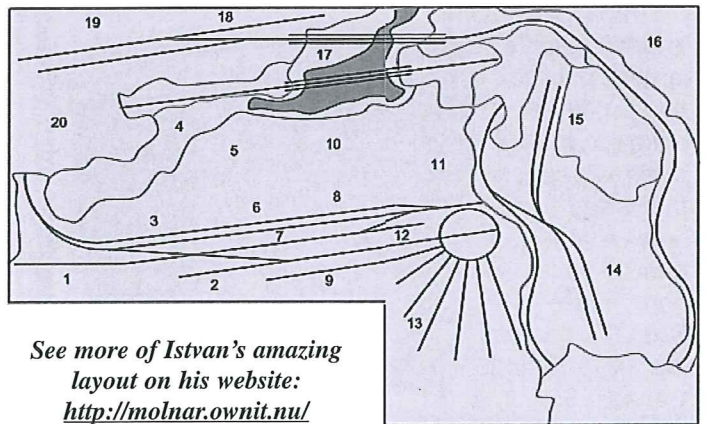 19 18 16
17
20 4 5 10 15
11
3 6 8
7 12
1 2 9 14
13
See more of Istvan's amazing
layout on his website:
http://molnar.ownit.nu/